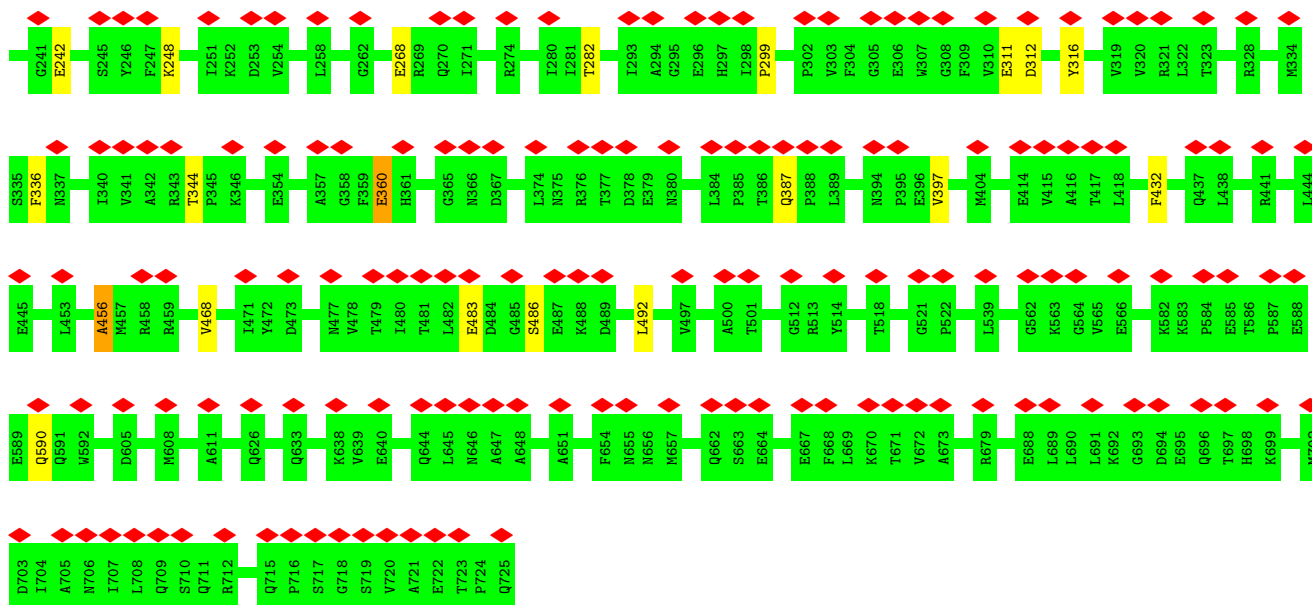 G241 E242 S245 Y246 F247 K248 I251 K252 D253 V254 L258 G262 E268 R269 Q270 I271 R274 I280 I281 T282 I293 A294 G295 E296 H297 I298 P299 P302 V303 F304 G305 E306 W307 G308 F309 V310 E311 D312 Y316 V319 V320 R321 L322 T323 R328 M334
S335 F336 N337 I340 V341 A342 R343 T344 P345 K346 E354 A357 G358 F359 E360 H361 G365 N366 D367 L374 N375 R376 T377 D378 E379 N380 L384 P385 T386 Q387 P388 L389 N394 P395 E396 V397 M404 E414 V415 A416 T417 L418 F432 Q437 L438 R441 L444
E445 L453 A456 M457 R458 R459 V468 I471 Y472 D473 N477 V478 T479 I480 T481 L482 E483 D484 G485 S486 E487 K488 D489 L492 V497 A500 T501 G512 R513 Y514 T518 G521 P522 L539 G562 K563 G564 V565 E566 K582 K583 P584 E585 T586 P587 E588
E589 Q590 Q591 W592 D605 M608 A611 Q626 Q633 K638 V639 E640 Q644 L645 N646 A647 A648 A651 F654 N655 N656 M657 Q662 S663 E664 E667 F668 L669 K670 T671 V672 A673 R679 E688 L689 L690 L691 K692 G693 D694 E695 Q696 T697 H698 K699
D703 I704 A705 N706 I707 L708 Q709 S710 Q711 R712 Q715 P716 S717 G718 S719 V720 A721 E722 T723 P724 Q725